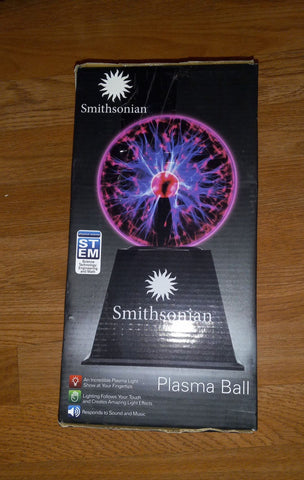 Smithsonian
STEM
Science
Technology
Engineering
and Math
Smithsonian
Plasma Ball
An Incredible Plasma Light
Show at Your Fingertips
Lighting Follows Your Touch
and Creates Amazing Light Effects
Responds to Sound and Music